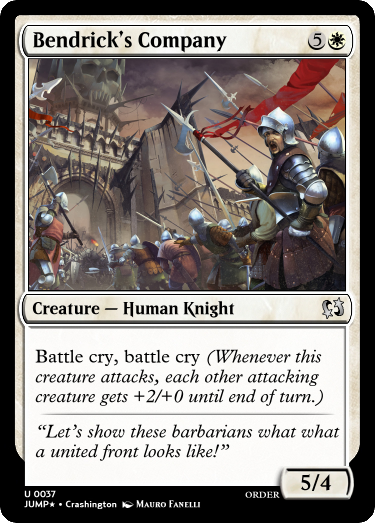 Bendrick's Company 5
Creature — Human Knight
Battle cry, battle cry (Whenever this
creature attacks, each other attacking
creature gets +2/+0 until end of turn.)
"Let's show these barbarians what what
a united front looks like!"
5/4
U 0037 ORDER
JUMP★ • Crashington Mauro Fanelli